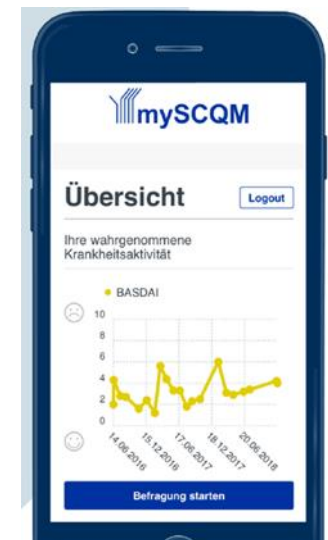 mySCQM
Übersicht
Logout
Ihre wahrgenommene
Krankheitsaktivität
BASDAI
10
8
6
4
2
0
14.06.2016
15.12.2016
17.06.2017
18.12.2017
20.06.2018
Befragung starten